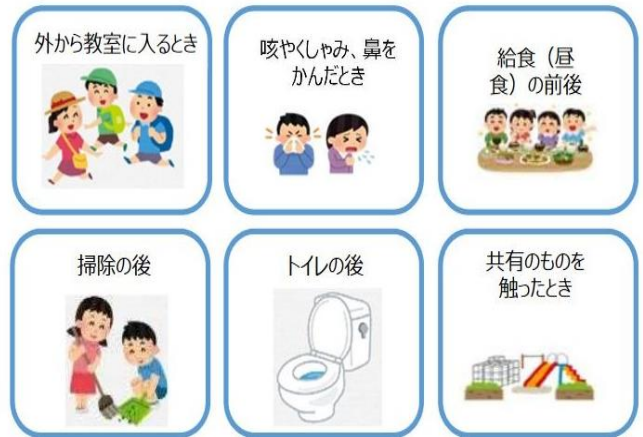 外から教室に入るとき
咳やくしゃみ、鼻を
かんだとき
給食（昼
食）の前後
掃除の後
トイレの後
共有のものを
触ったとき